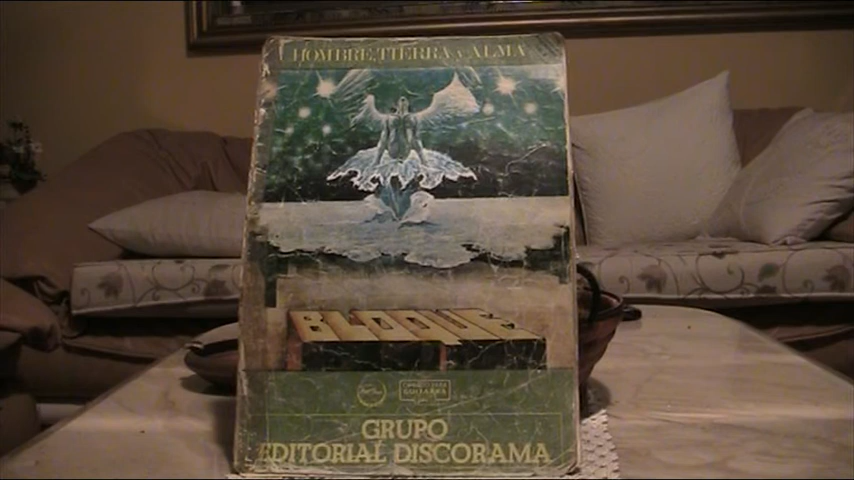 HOMBRE, TIERRA Y ALMA
BLOQUE
GRUPO
EDITORIAL DISCORAMA